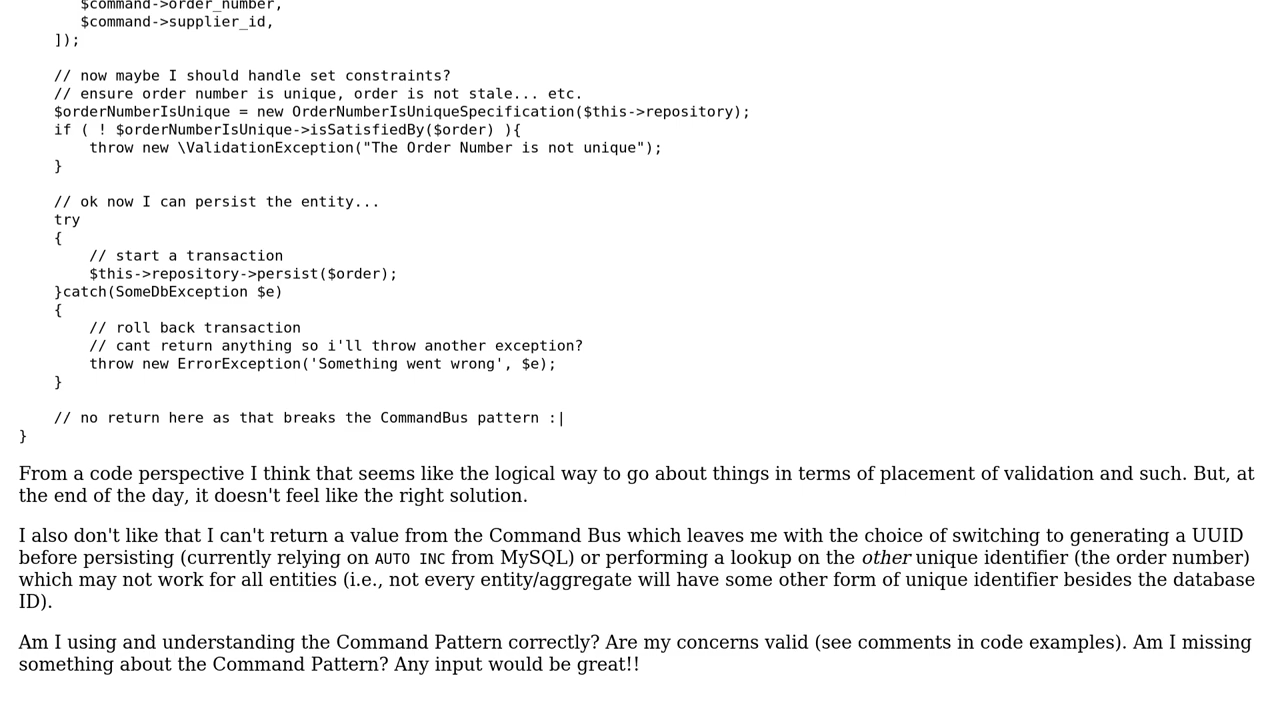 $command->order_number,
$command->supplier_id,
]);
// now maybe I should handle set constraints?
// ensure order number is unique, order is not stale... etc.
$orderNumberIsUnique = new OrderNumberIsUniqueSpecification($this->repository);
if ( ! $orderNumberIsUnique->isSatisfiedBy($order) ){
throw new \ValidationException("The Order Number is not unique");
}
// ok now I can persist the entity...
try
{
// start a transaction
$this->repository->persist($order);
}catch(SomeDbException $e)
{
// roll back transaction
// cant return anything so i'll throw another exception?
throw new ErrorException('Something went wrong', $e);
}
// no return here as that breaks the CommandBus pattern :|
}
From a code perspective I think that seems like the logical way to go about things in terms of placement of validation and such. But, at
the end of the day, it doesn't feel like the right solution.
I also don't like that I can't return a value from the Command Bus which leaves me with the choice of switching to generating a UUID
before persisting (currently relying on AUTO INC from MySQL) or performing a lookup on the other unique identifier (the order number)
which may not work for all entities (i.e., not every entity/aggregate will have some other form of unique identifier besides the database
ID).
Am I using and understanding the Command Pattern correctly? Are my concerns valid (see comments in code examples). Am I missing
something about the Command Pattern? Any input would be great!!